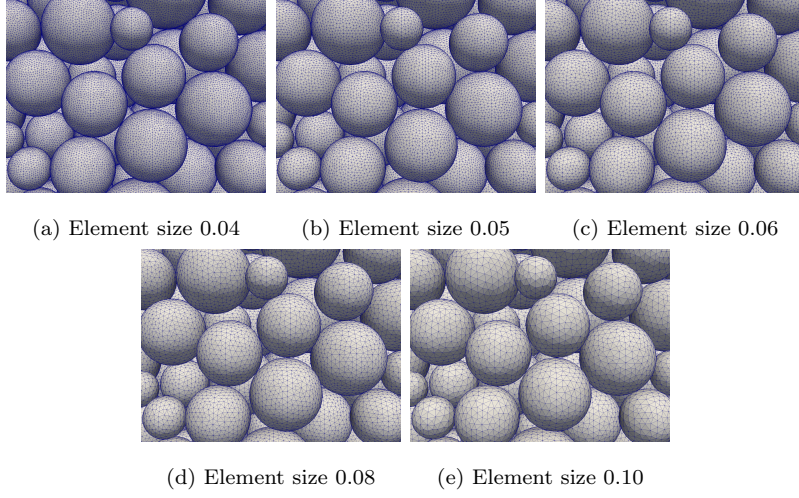 (a) Element size 0.04
(b) Element size 0.05
(c) Element size 0.06
(d) Element size 0.08
(e) Element size 0.10